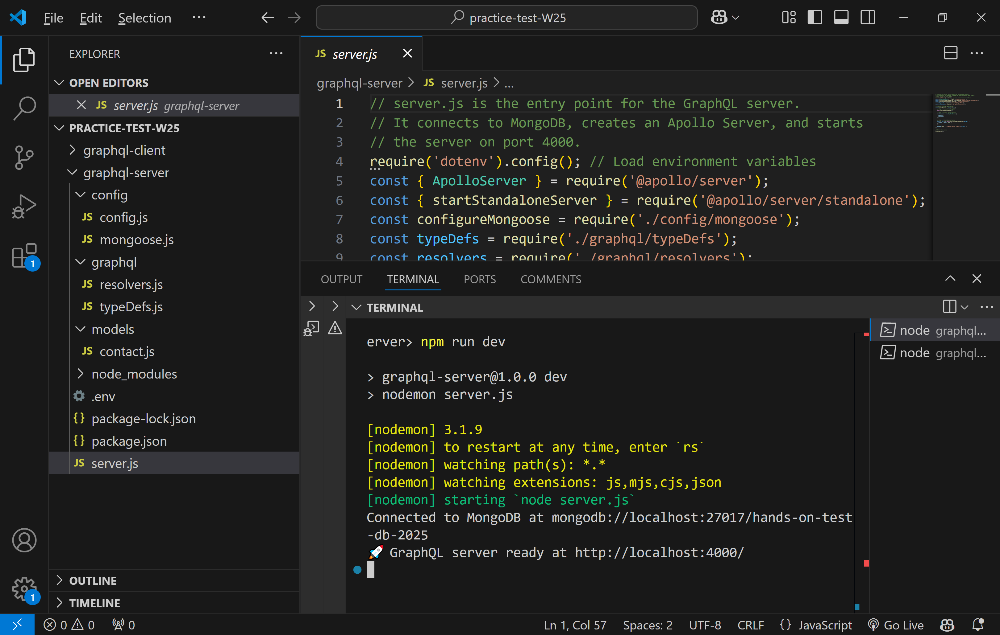 File Edit Selection ···
practice-test-W25
EXPLORER
OPEN EDITORS
JS server.js graphql-server
PRACTICE-TEST-W25
graphql-client
graphql-server
config
JS config.js
JS mongoose.js
graphql
JS resolvers.js
JS typeDefs.js
models
JS contact.js
node_modules
.env
{} package-lock.json
{} package.json
JS server.js
OUTLINE
TIMELINE
1
1
JS server.js
graphql-server > JS server.js > ...
1 // server.js is the entry point for the GraphQL server.
2 // It connects to MongoDB, creates an Apollo Server, and starts
3 // the server on port 4000.
4 require('dotenv').config(); // Load environment variables
5 const { ApolloServer } = require('@apollo/server');
6 const { startStandaloneServer } = require('@apollo/server/standalone');
7 const configureMongoose = require('./config/mongoose');
8 const typeDefs = require('./graphql/typeDefs');
9 const resolvers = require('./graphql/resolvers');
OUTPUT TERMINAL PORTS COMMENTS
TERMINAL
erver> npm run dev
> graphql-server@1.0.0 dev
> nodemon server.js
[nodemon] 3.1.9
[nodemon] to restart at any time, enter `rs`
[nodemon] watching path(s): *.*
[nodemon] watching extensions: js,mjs,cjs,json
[nodemon] starting `node server.js`
Connected to MongoDB at mongodb://localhost:27017/hands-on-test
-db-2025
🚀 GraphQL server ready at http://localhost:4000/
node graphql...
node graphql...
0 0 0
Ln 1, Col 57 Spaces: 2 UTF-8 CRLF {} JavaScript Go Live